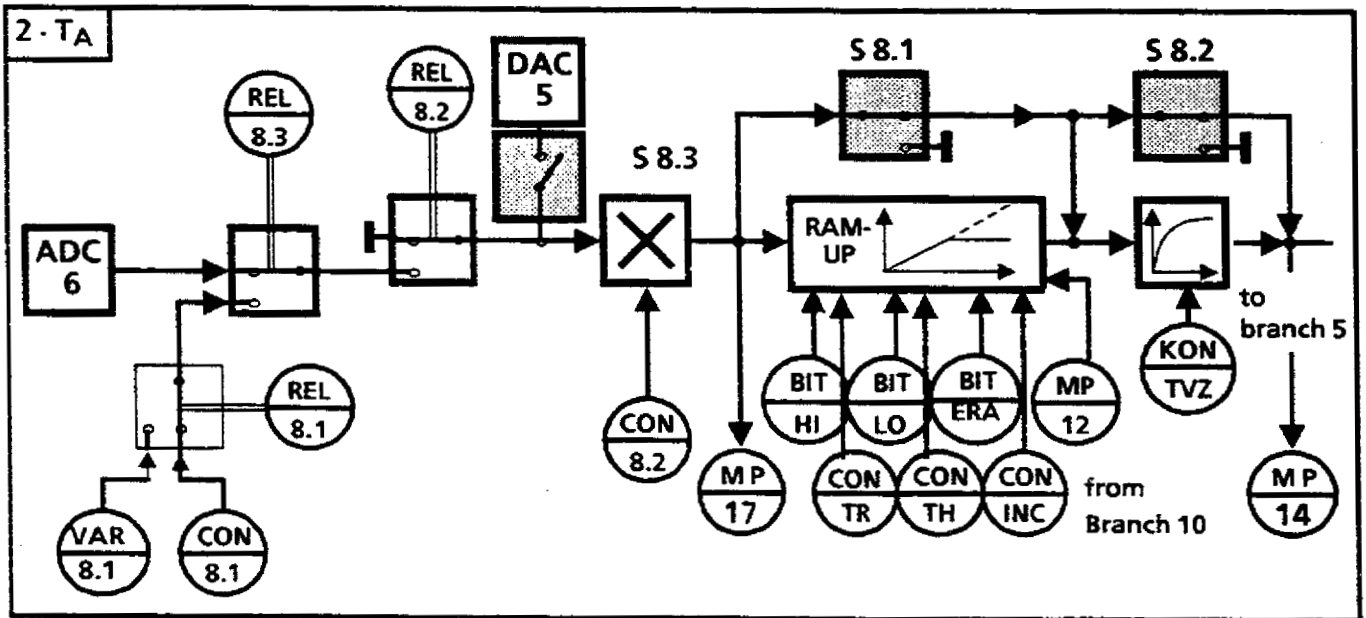 2 - TA
REL
8.3
REL
8.2
DAC
5
S 8.3
S 8.1
S 8.2
ADC
6
RAM-
UP
to
branch 5
REL
8.1
VAR
8.1
CON
8.1
CON
8.2
MP
17
BIT
HI
BIT
LO
BIT
ERA
MP
12
KON
TVZ
CON
TR
CON
TH
CON
INC
from
Branch 10
MP
14